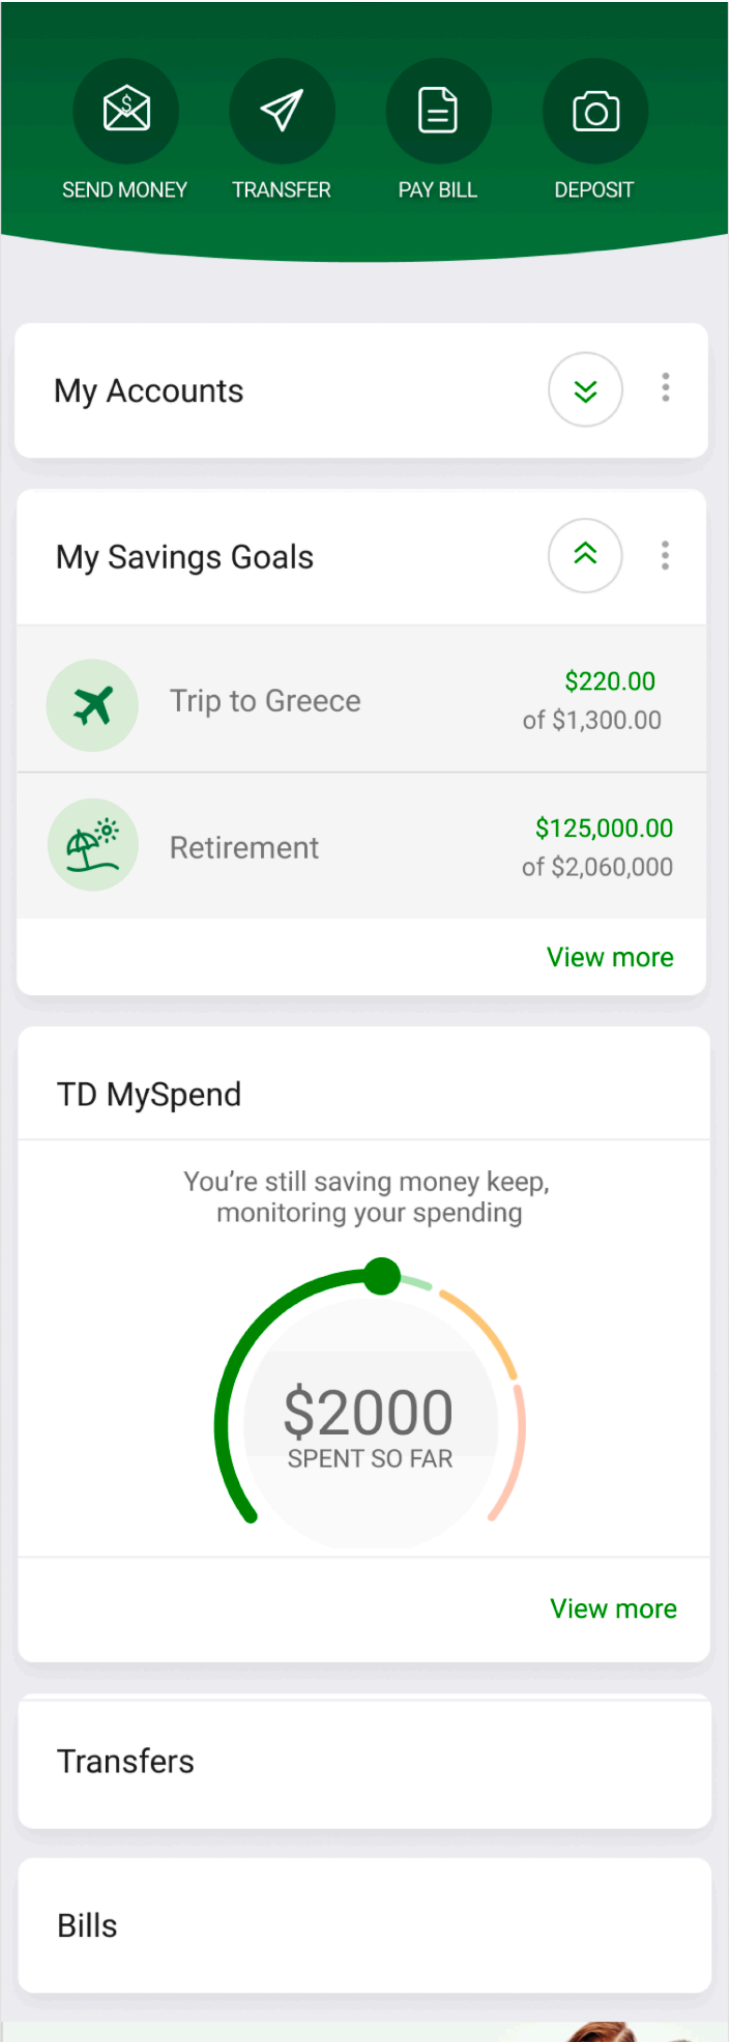 SEND MONEY TRANSFER PAY BILL DEPOSIT
My Accounts
My Savings Goals
Trip to Greece
$220.00
of $1,300.00
Retirement
$125,000.00
of $2,060,000
View more
TD MySpend
You’re still saving money keep,
monitoring your spending
$2000
SPENT SO FAR
View more
Transfers
Bills